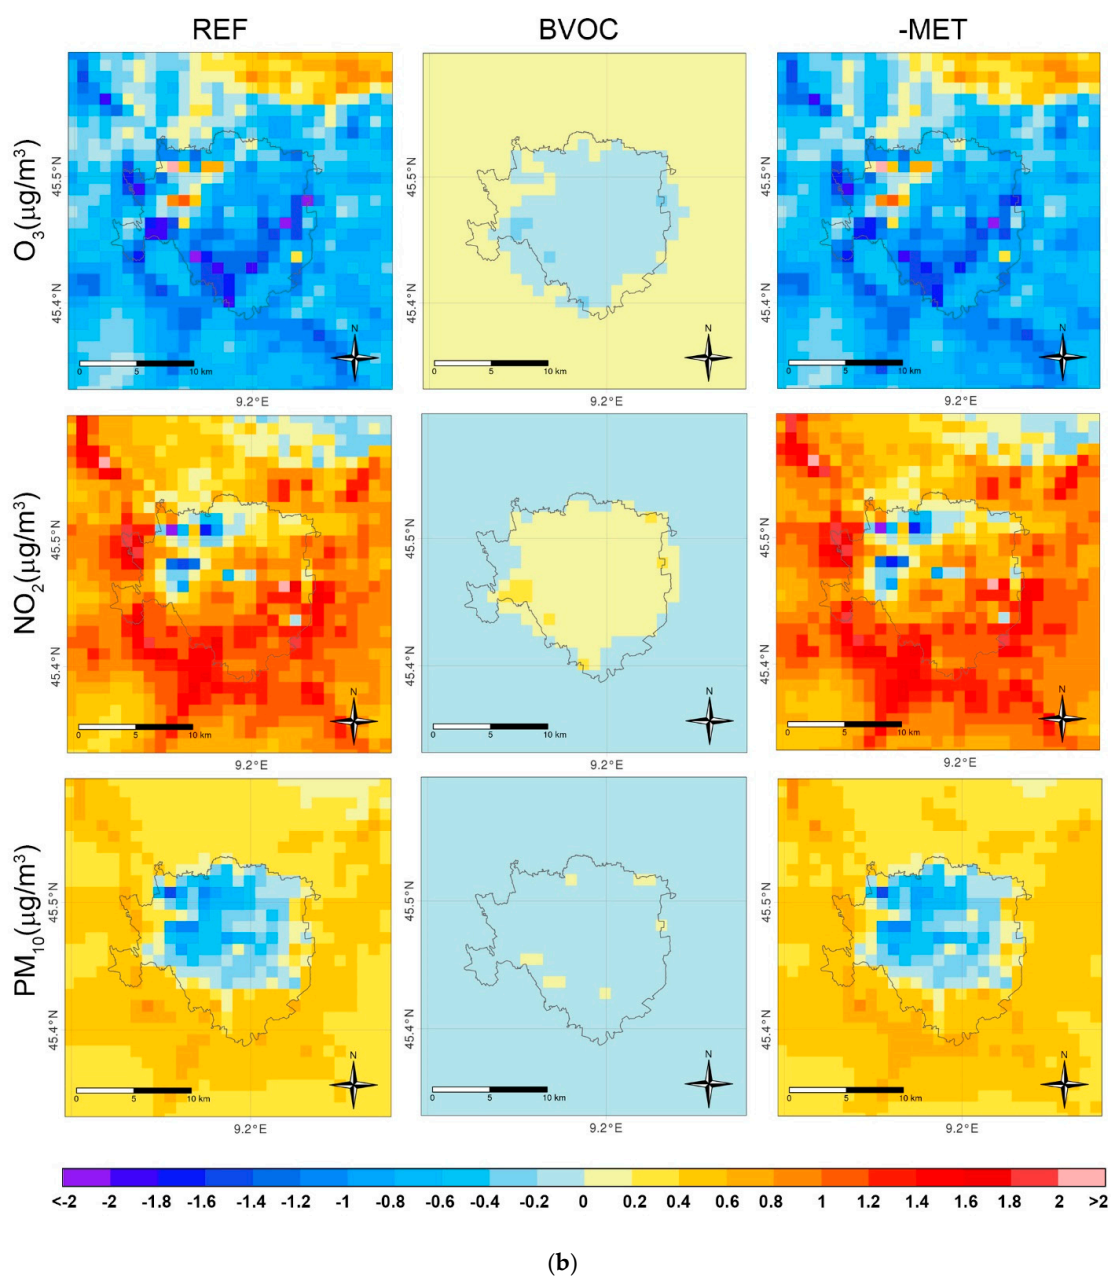 REF BVOC -MET
O3(µg/m3)
45.5°N 45.5°N 45.5°N
45.4°N 45.4°N 45.4°N
N N N
0 5 10 km 0 5 10 km 0 5 10 km
9.2°E 9.2°E 9.2°E
NO2(µg/m3)
45.5°N 45.5°N 45.5°N
45.4°N 45.4°N 45.4°N
N N N
0 5 10 km 0 5 10 km 0 5 10 km
9.2°E 9.2°E 9.2°E
PM10(µg/m3)
45.5°N 45.5°N 45.5°N
45.4°N 45.4°N 45.4°N
N N N
0 5 10 km 0 5 10 km 0 5 10 km
9.2°E 9.2°E 9.2°E
<-2 -2 -1.8 -1.6 -1.2 -1 -0.8 -0.6 -0.4 -0.2 0 0.2 0.4 0.6 0.8 1 1.2 1.4 1.6 1.8 2 >2
(b)